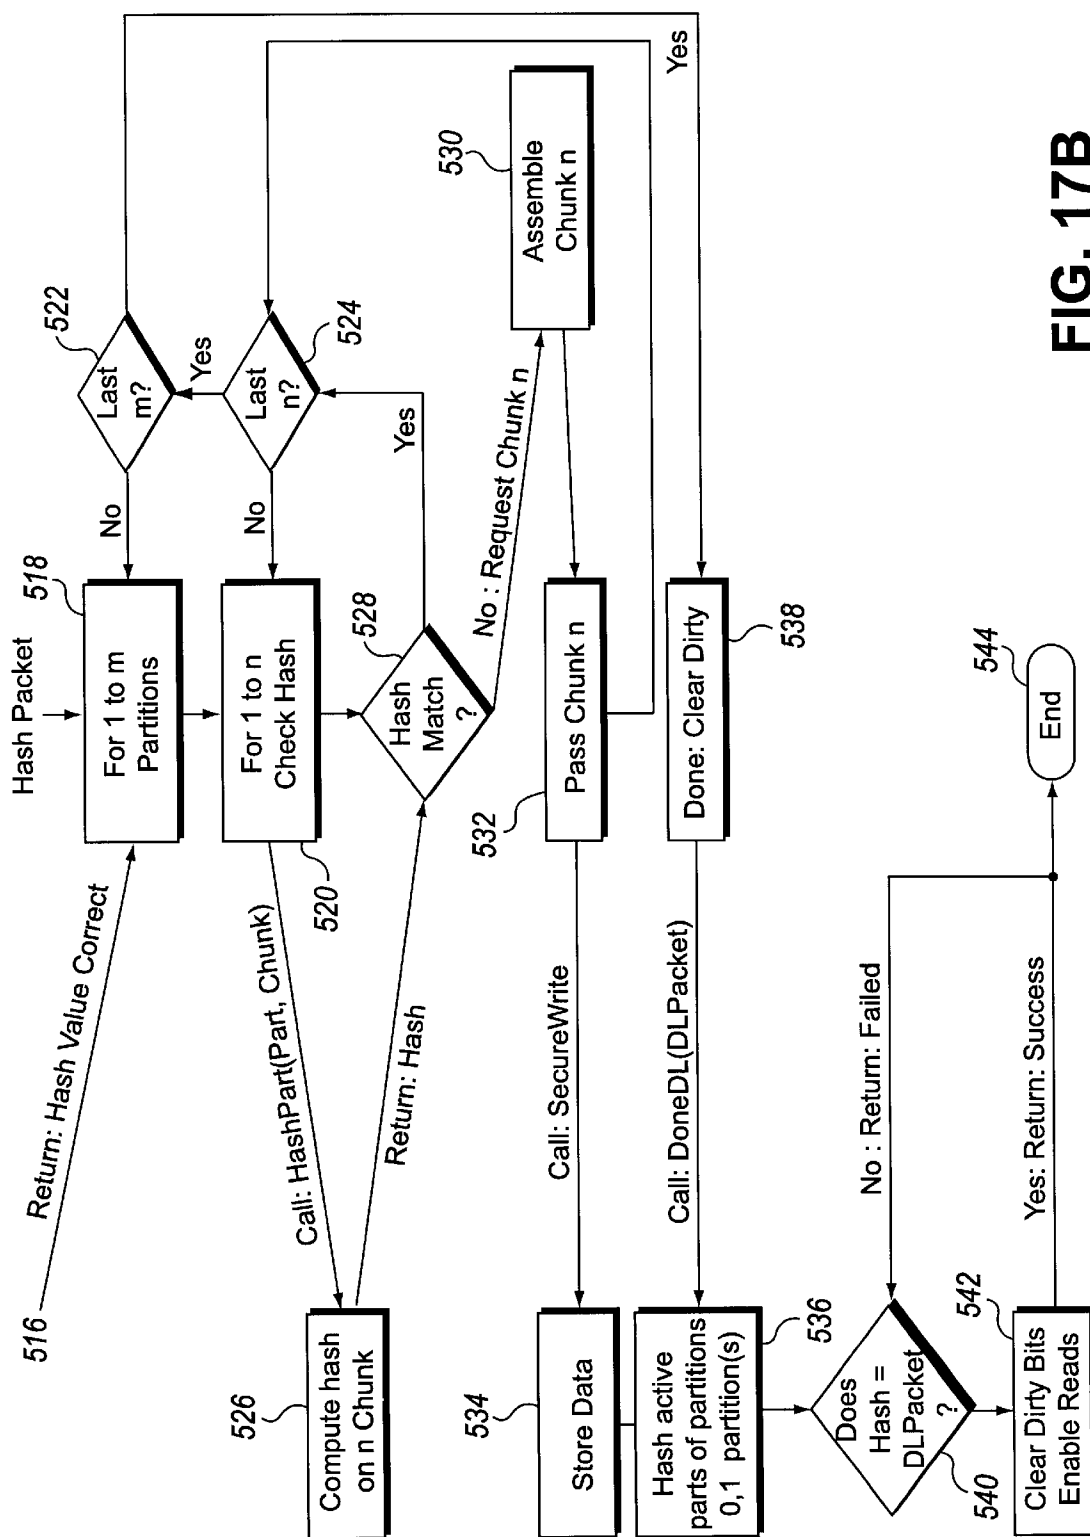 Hash Packet
518
For 1 to m
Partitions
No
Last
m?
522
Yes
516
Return: Hash Value Correct
For 1 to n
Check Hash
520
No
Last
n?
524
Yes
Call: HashPart(Part, Chunk)
526
Compute hash
on n Chunk
Return: Hash
Hash
Match
?
528
No : Request Chunk n
530
Assemble
Chunk n
532
Pass Chunk n
Call: SecureWrite
534
Store Data
Yes
538
Done: Clear Dirty
Call: DoneDL(DLPacket)
Hash active
parts of partitions
0,1 partition(s)
536
Does
Hash =
DLPacket
?
540
No : Return: Failed
542
Clear Dirty Bits
Enable Reads
Yes: Return: Success
544
End
FIG. 17B